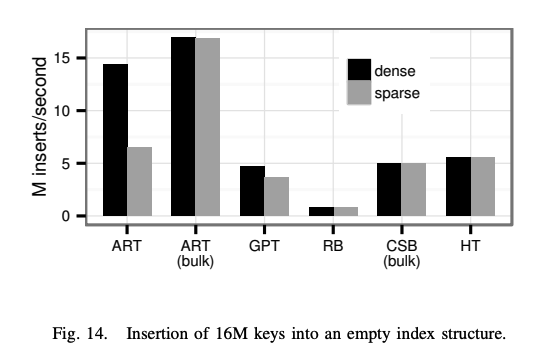 M inserts/second
15
10
5
0
dense
sparse
ART
ART
(bulk)
GPT
RB
CSB
(bulk)
HT
Fig. 14. Insertion of 16M keys into an empty index structure.